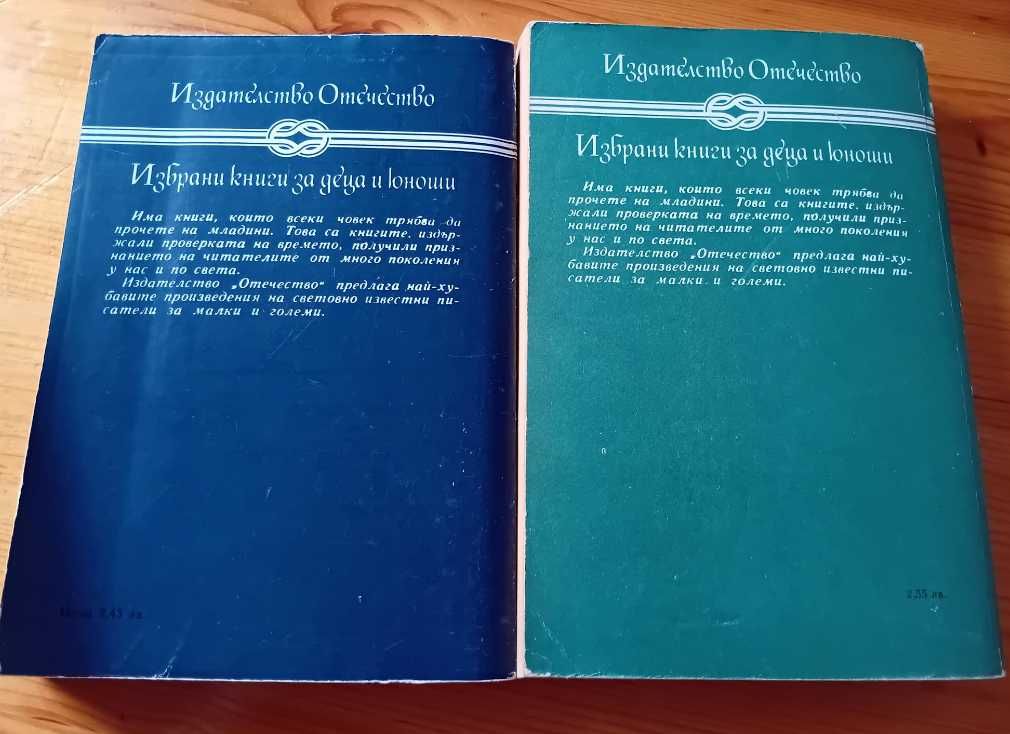 Издателство Отечество
Избрани книги за деца и юноши
Има книги, които всеки човек трябва да
прочете на младини. Това са книгите, издър-
жали проверката на времето, получили приз-
нанието на читателите от много поколения
у нас и по света.
Издателство „Отечество" предлага най-ху-
бавите произведения на световно известни пи-
сатели за малки и големи.
2,45 лв.
Издателство Отечество
Избрани книги за деца и юноши
Има книги, които всеки човек трябва да
прочете на младини. Това са книгите, издър-
жали проверката на времето, получили приз-
нанието на читателите от много поколения
у нас и по света.
Издателство „Отечество" предлага най-ху-
бавите произведения на световно известни пи-
сатели за малки и големи.
2,55 лв.